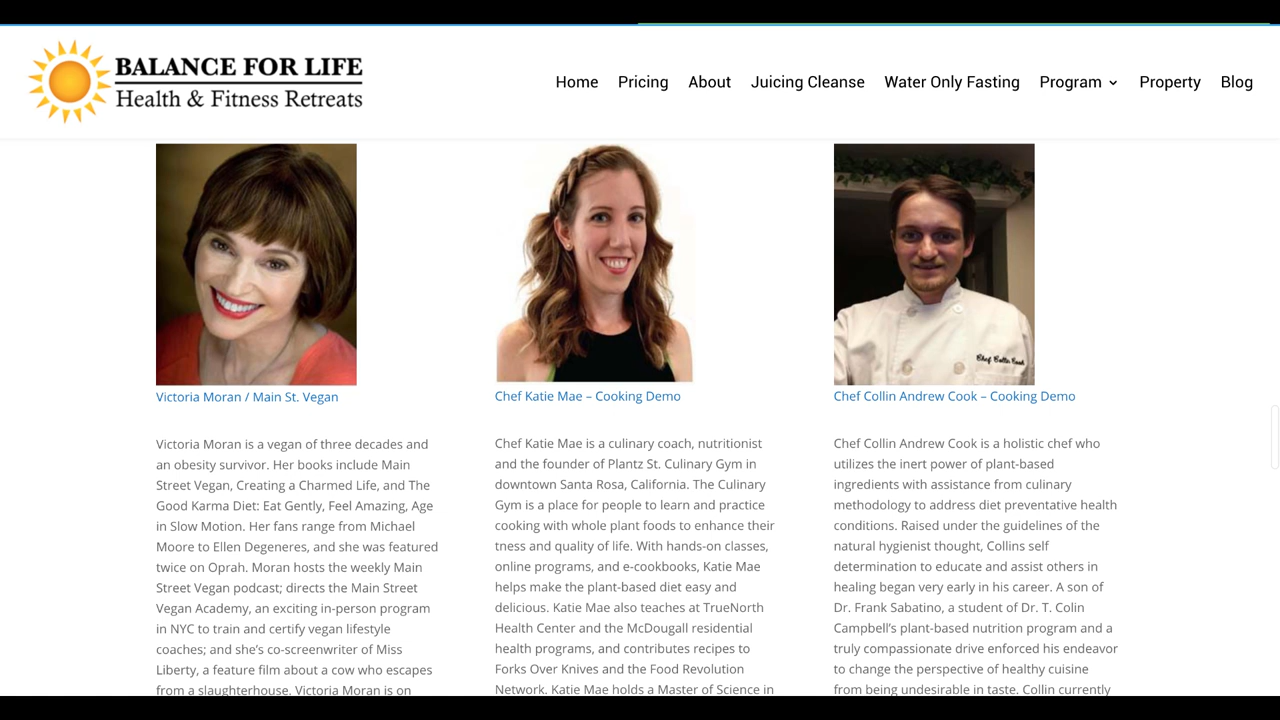 BALANCE FOR LIFE
Health & Fitness Retreats
Home Pricing About Juicing Cleanse Water Only Fasting Program Property Blog
Chef Collin Cook
Victoria Moran / Main St. Vegan
Victoria Moran is a vegan of three decades and
an obesity survivor. Her books include Main
Street Vegan, Creating a Charmed Life, and The
Good Karma Diet: Eat Gently, Feel Amazing, Age
in Slow Motion. Her fans range from Michael
Moore to Ellen Degeneres, and she was featured
twice on Oprah. Moran hosts the weekly Main
Street Vegan podcast; directs the Main Street
Vegan Academy, an exciting in-person program
in NYC to train and certify vegan lifestyle
coaches; and she’s co-screenwriter of Miss
Liberty, a feature film about a cow who escapes
from a slaughterhouse. Victoria Moran is on
Chef Katie Mae – Cooking Demo
Chef Katie Mae is a culinary coach, nutritionist
and the founder of Plantz St. Culinary Gym in
downtown Santa Rosa, California. The Culinary
Gym is a place for people to learn and practice
cooking with whole plant foods to enhance their
tness and quality of life. With hands-on classes,
online programs, and e-cookbooks, Katie Mae
helps make the plant-based diet easy and
delicious. Katie Mae also teaches at TrueNorth
Health Center and the McDougall residential
health programs, and contributes recipes to
Forks Over Knives and the Food Revolution
Network. Katie Mae holds a Master of Science in
Chef Collin Andrew Cook – Cooking Demo
Chef Collin Andrew Cook is a holistic chef who
utilizes the inert power of plant-based
ingredients with assistance from culinary
methodology to address diet preventative health
conditions. Raised under the guidelines of the
natural hygienist thought, Collins self
determination to educate and assist others in
healing began very early in his career. A son of
Dr. Frank Sabatino, a student of Dr. T. Colin
Campbell’s plant-based nutrition program and a
truly compassionate drive enforced his endeavor
to change the perspective of healthy cuisine
from being undesirable in taste. Collin currently